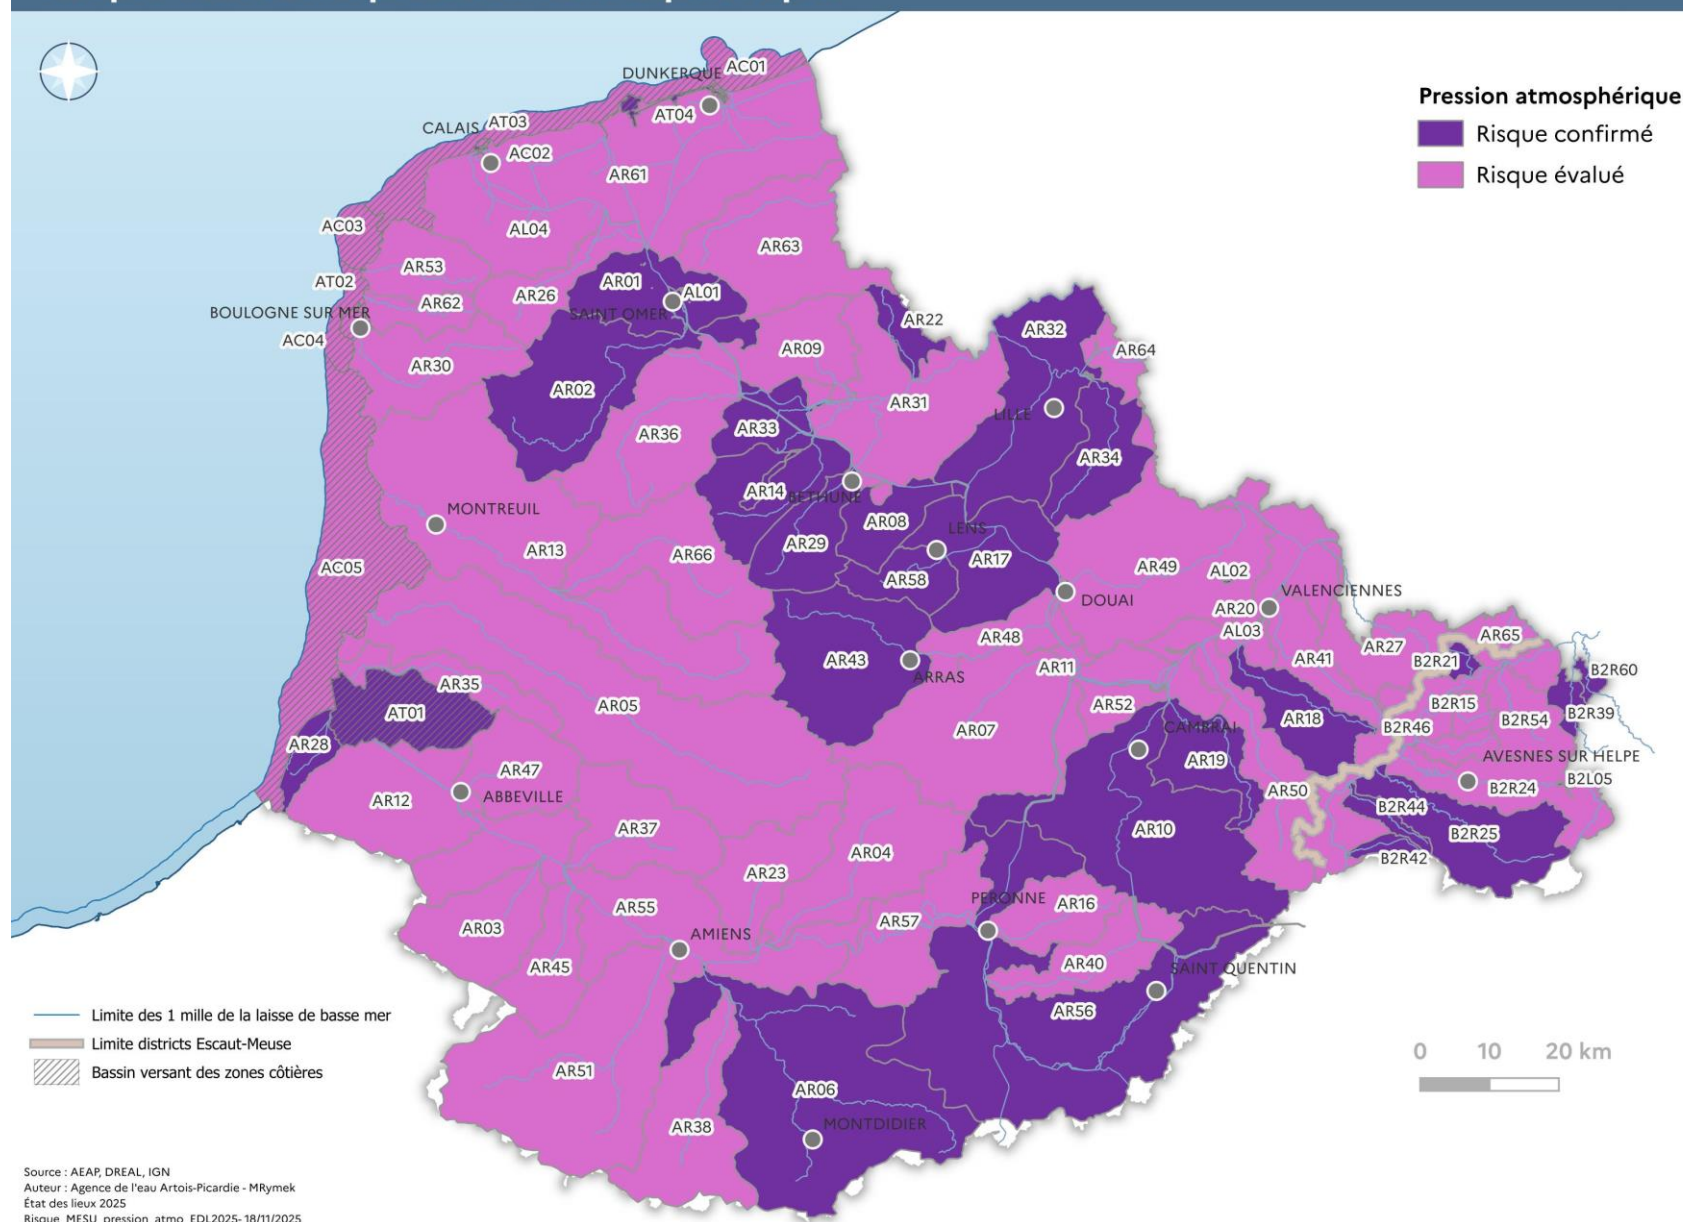 DUNKERQUE
AC01
Pression atmosphérique
Risque confirmé
Risque évalué
AT04
CALAIS
AT03
AC02
AR61
AC03
AL04
AR63
AR53
AT02
AR01
AL01
AR62
AR26
BOULOGNE SUR MER
SAINT OMER
AR22
AR32
AC04
AR09
AR64
AR30
AR02
AR31
LILLE
AR33
AR36
AR34
AR14
BETHUNE
MONTREUIL
AR08
LENS
AR13
AR66
AR29
AR17
AC05
AR58
AR49
AL02
DOUAI
VALENCIENNES
AR20
AL03
AR48
AR65
AR27
AR43
ARRAS
AR11
AR41
B2R21
B2R60
AR35
AR05
AR52
B2R15
AT01
AR18
B2R54
B2R39
AR28
AR07
CAMBRAI
B2R46
AR19
AVESNES SUR HELPE
AR47
B2L05
AR12
ABBEVILLE
AR50
B2R24
B2R44
AR37
AR10
B2R25
AR04
B2R42
AR23
PERONNE
AR16
AR55
AR57
AR03
AMIENS
AR45
AR40
SAINT QUENTIN
AR56
Limite des 1 mille de la laisse de basse mer
Limite districts Escaut-Meuse
Bassin versant des zones côtières
0 10 20 km
AR51
AR06
AR38
MONTDIDIER
Source : AEAP, DREAL, IGN
Auteur : Agence de l'eau Artois-Picardie - MRymek
État des lieux 2025
Risque_MESU_pression_atmo_EDL2025- 18/11/2025